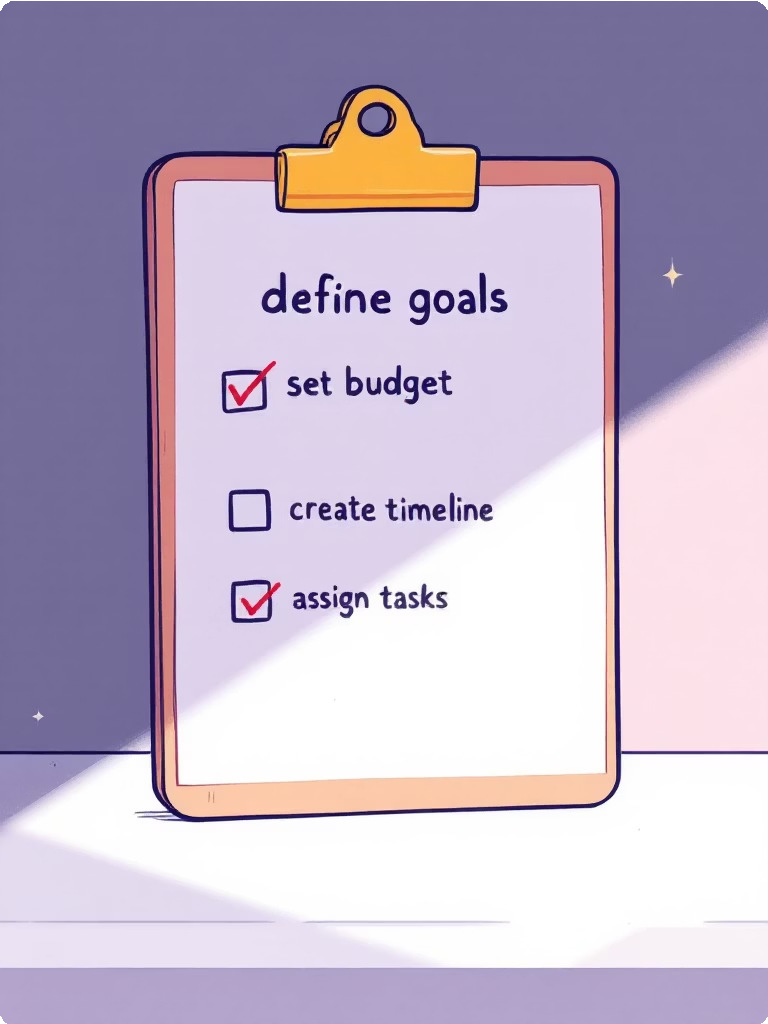 define goals
set budget
create timeline
assign tasks